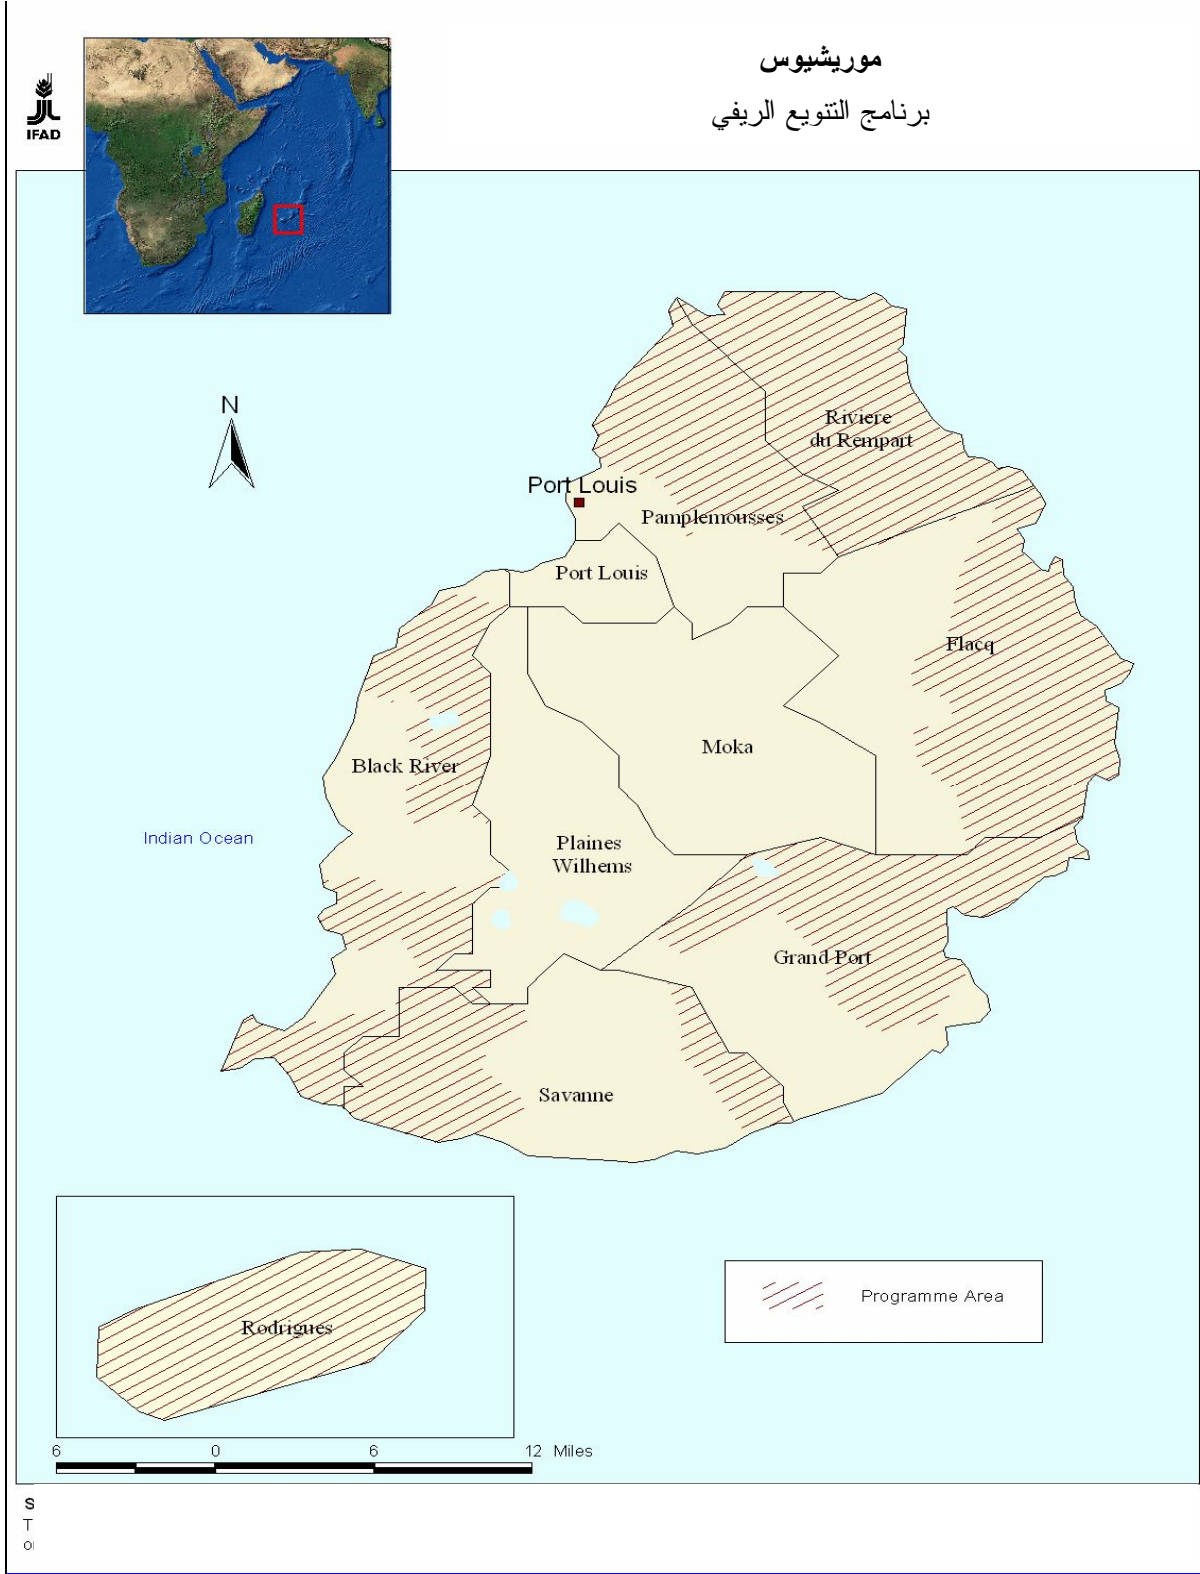 موريشيوس
برنامج التنويع الريفي
IFAD
N
Riviere
du Rempart
Port Louis
Pamplemousses
Port Louis
Flacq
Moka
Black River
Indian Ocean
Plaines
Wilhems
Grand Port
Savanne
Rodrigues
Programme Area
6 0 6 12 Miles
S
T